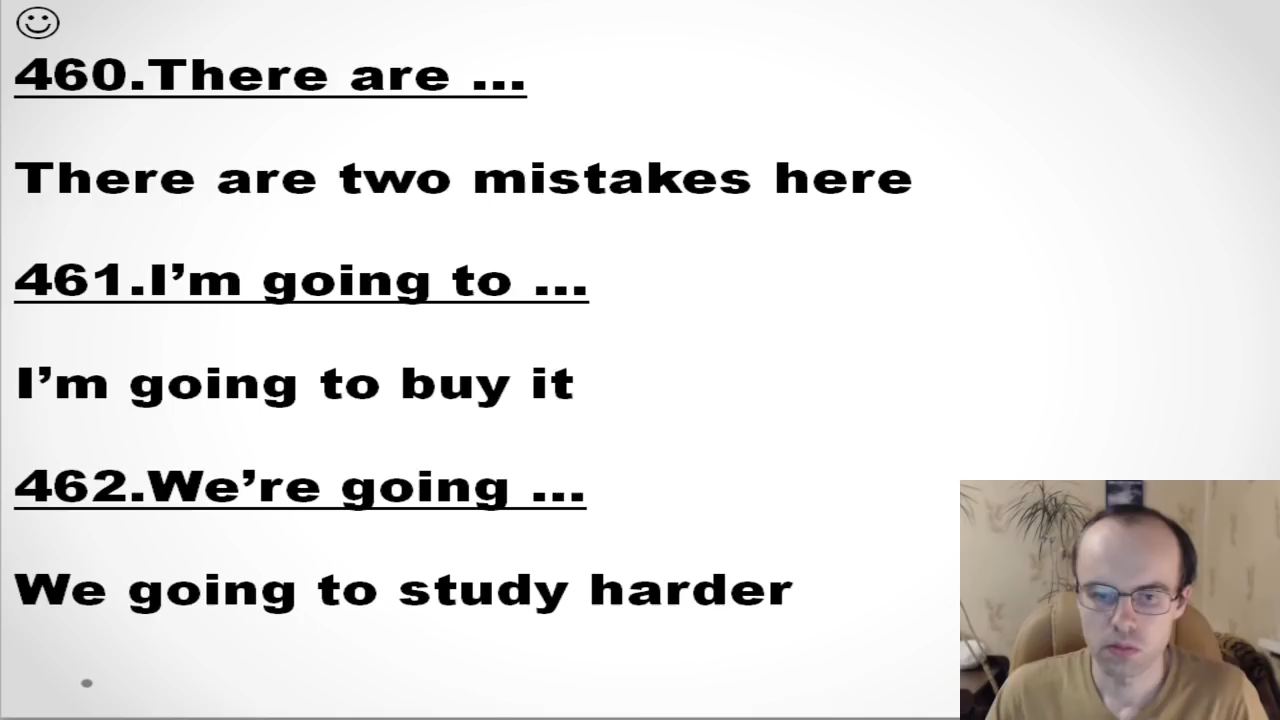 460.There are ...
There are two mistakes here
461.I’m going to ...
I’m going to buy it
462.We’re going ...
We going to study harder